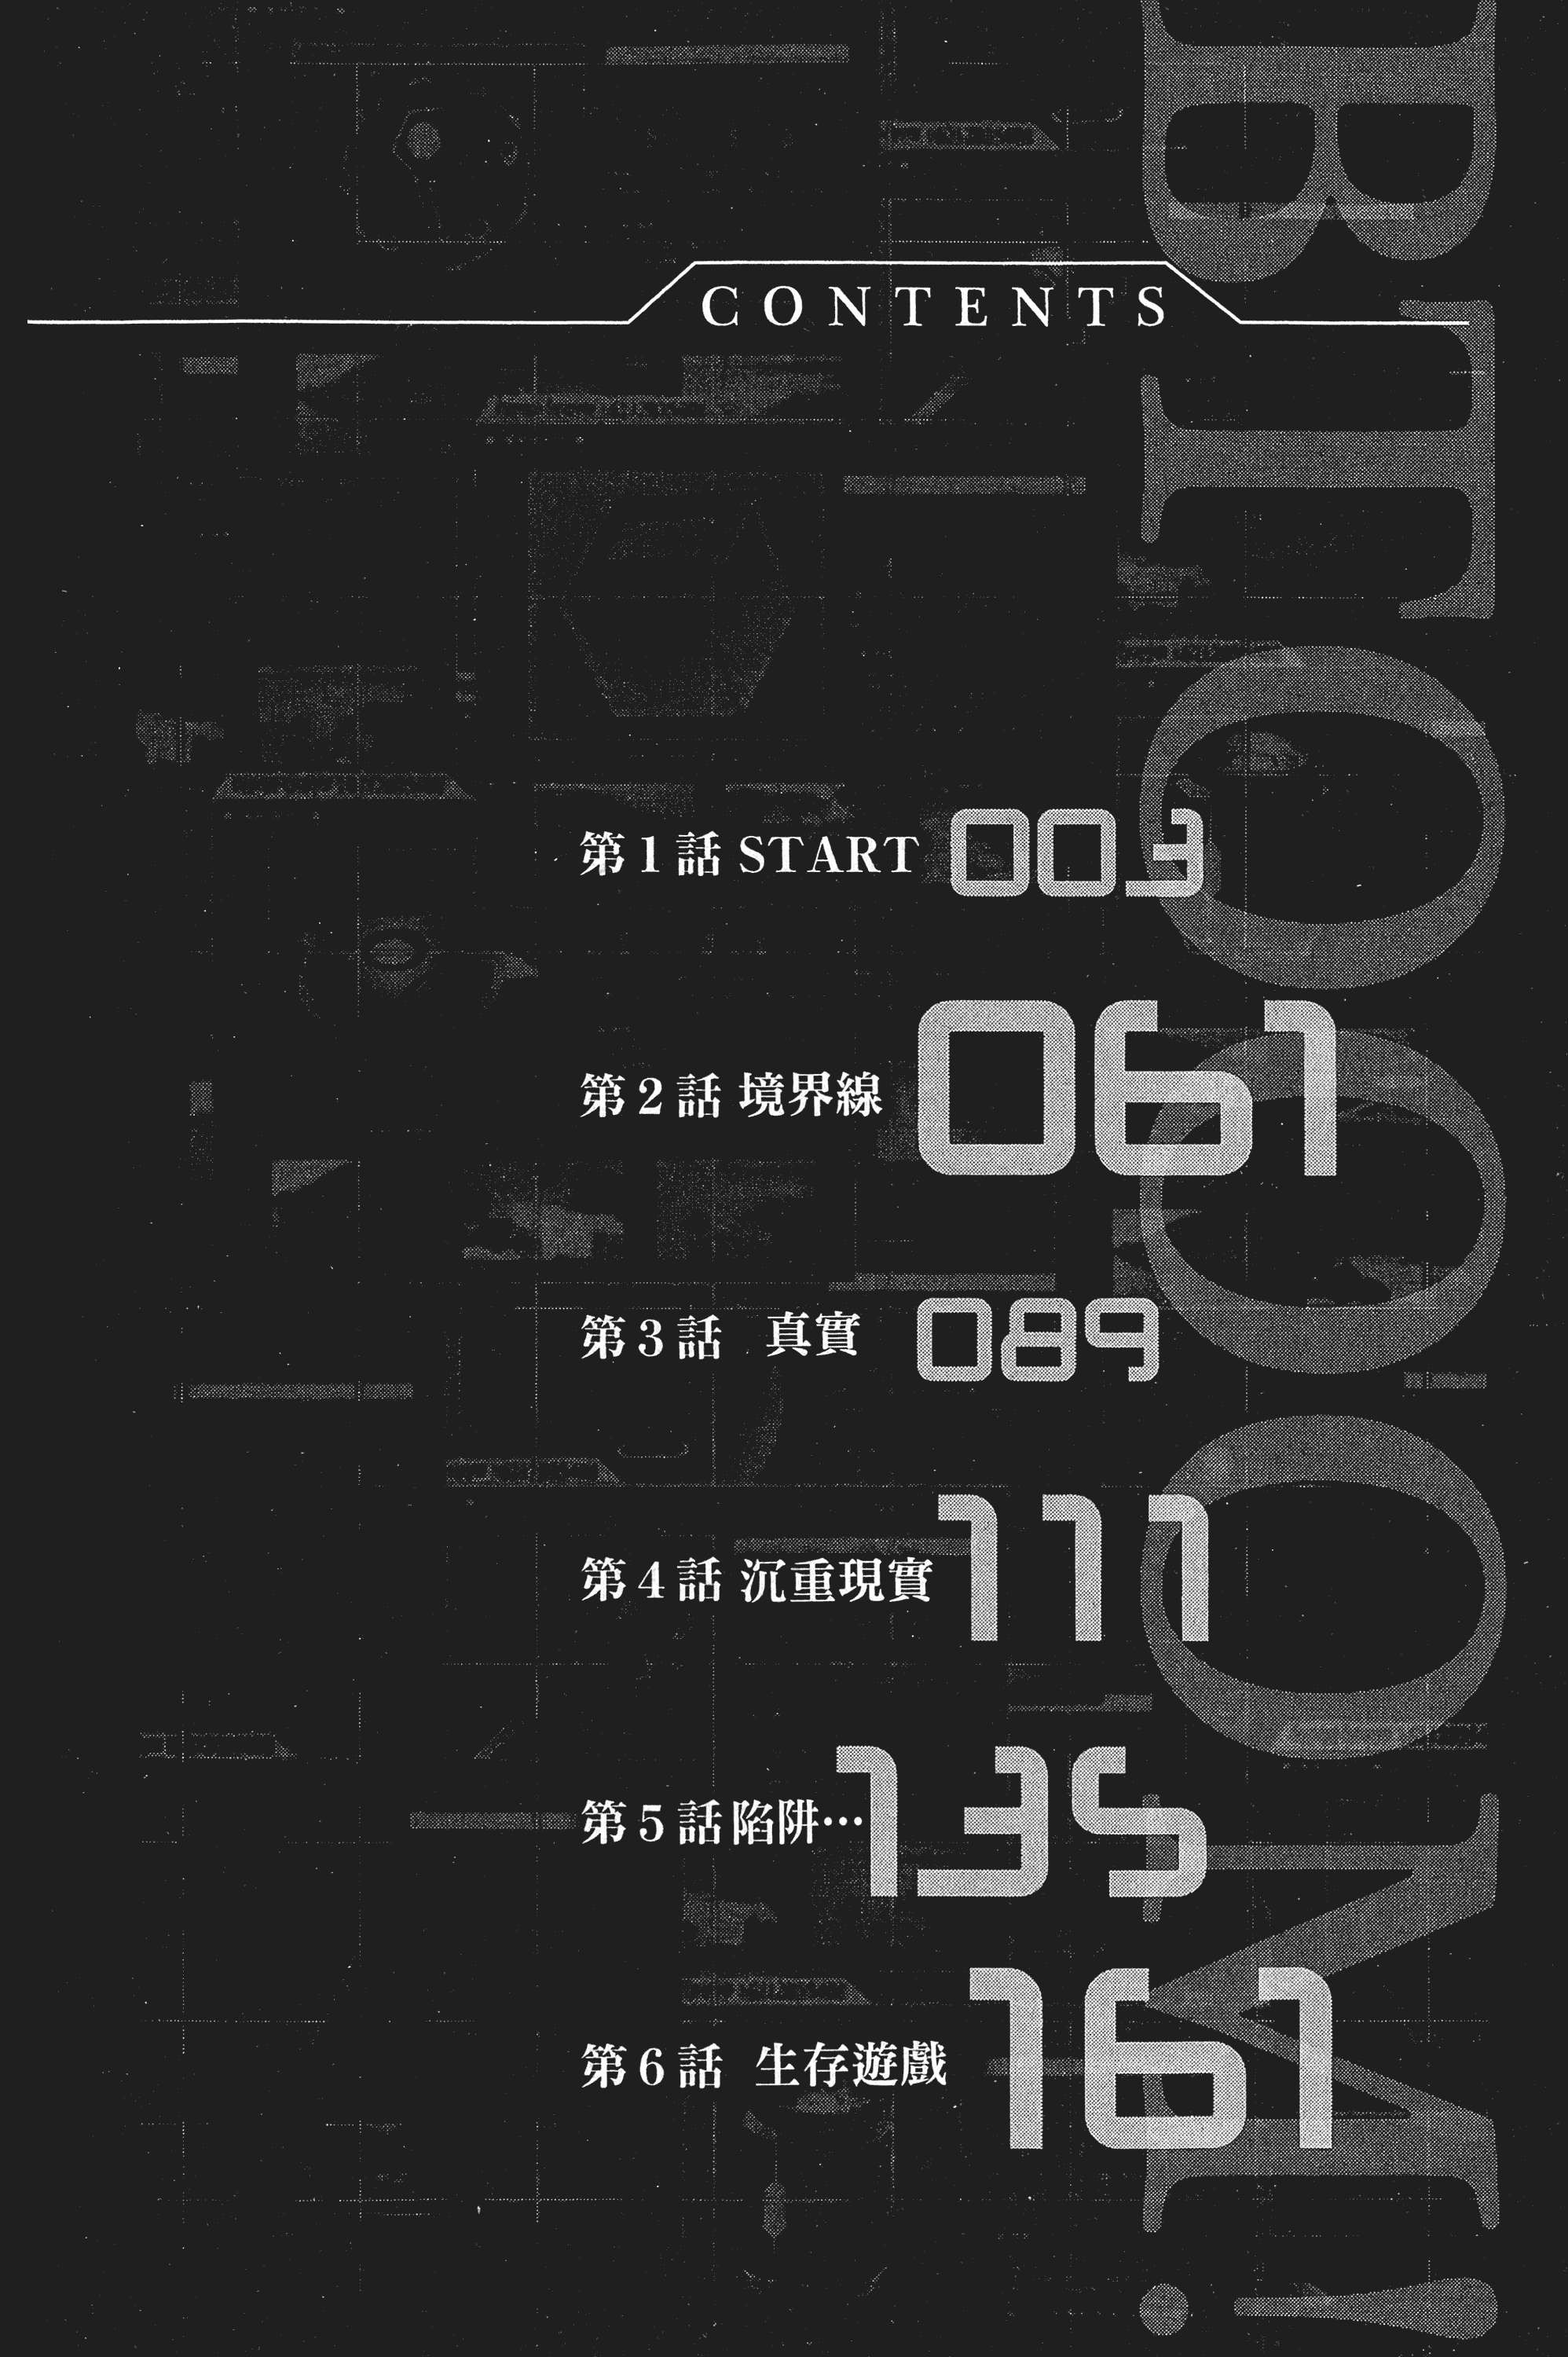 CONTENTS
第1話 START 003
第2話 境界線 061
第3話 真實 089
第4話 沉重現實 111
第5話 陷阱… 135
第6話 生存遊戲 161
BTOOOM!